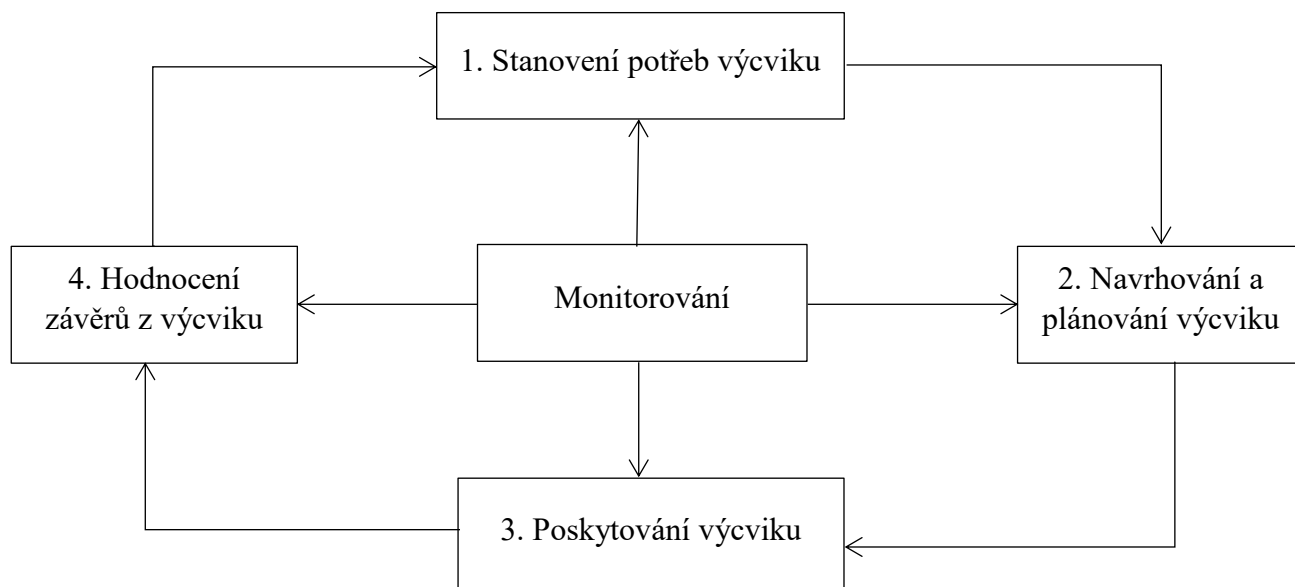 1. Stanovení potřeb výcviku
4. Hodnocení
závěrů z výcviku
Monitorování
2. Navrhování a
plánování výcviku
3. Poskytování výcviku